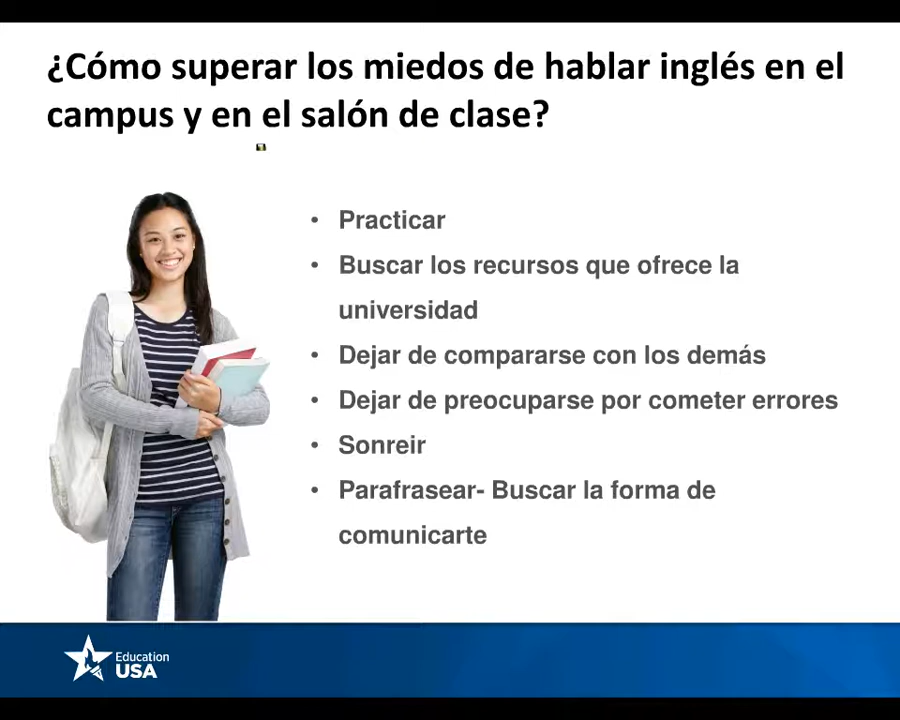 ¿Cómo superar los miedos de hablar inglés en el
campus y en el salón de clase?
• Practicar
• Buscar los recursos que ofrece la
universidad
• Dejar de compararse con los demás
• Dejar de preocuparse por cometer errores
• Sonreir
• Parafrasear- Buscar la forma de
comunicarte
Education
USA